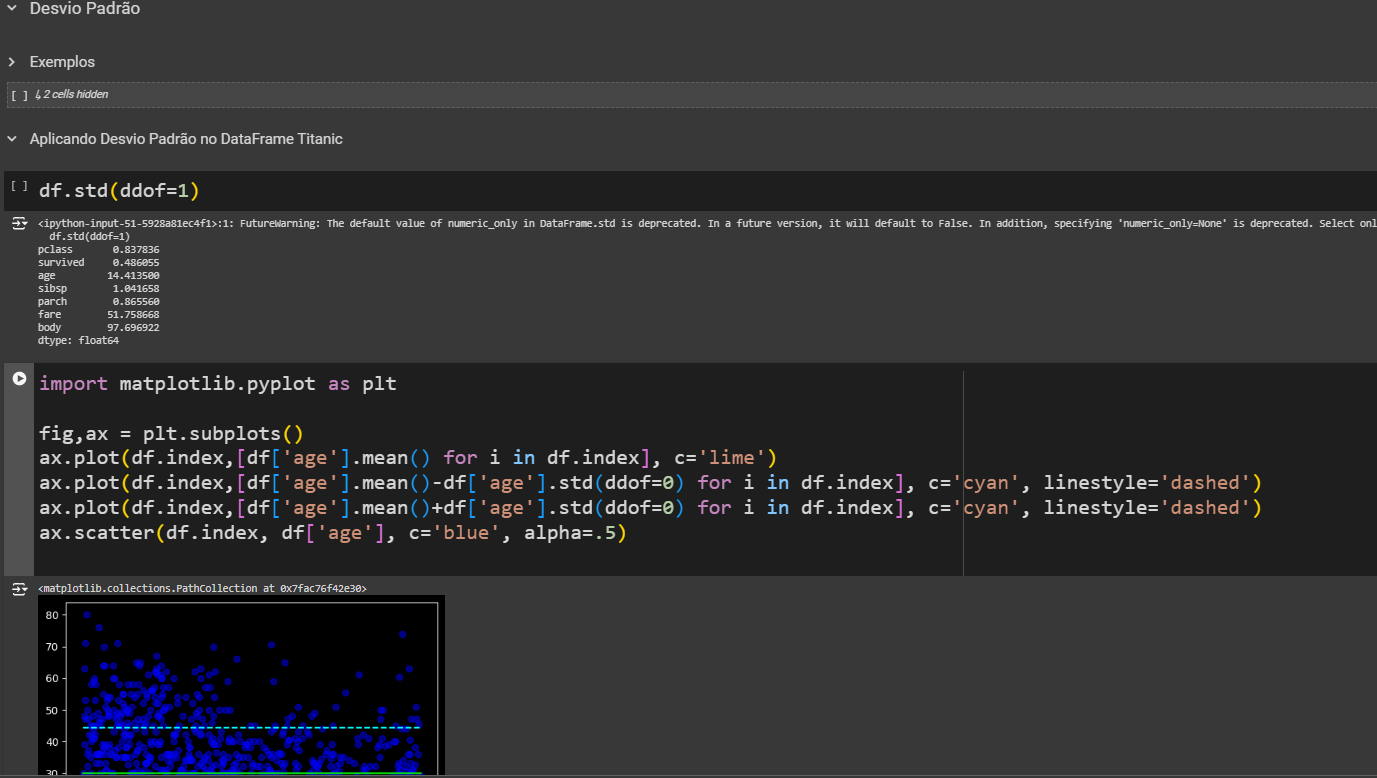 Desvio Padrão
Exemplos
[ ] ↳ 2 cells hidden
Aplicando Desvio Padrão no DataFrame Titanic
[ ] df.std(ddof=1)
<ipython-input-51-5928a81ec4f1>:1: FutureWarning: The default value of numeric_only in DataFrame.std is deprecated. In a future version, it will default to False. In addition, specifying 'numeric_only=None' is deprecated. Select onl
df.std(ddof=1)
pclass 0.837836
survived 0.486055
age 14.413500
sibsp 1.041658
parch 0.865560
fare 51.758668
body 97.696922
dtype: float64
import matplotlib.pyplot as plt
fig,ax = plt.subplots()
ax.plot(df.index,[df['age'].mean() for i in df.index], c='lime')
ax.plot(df.index,[df['age'].mean()-df['age'].std(ddof=0) for i in df.index], c='cyan', linestyle='dashed')
ax.plot(df.index,[df['age'].mean()+df['age'].std(ddof=0) for i in df.index], c='cyan', linestyle='dashed')
ax.scatter(df.index, df['age'], c='blue', alpha=.5)
<matplotlib.collections.PathCollection at 0x7fac76f42e30>
80
70
60
50
40
30